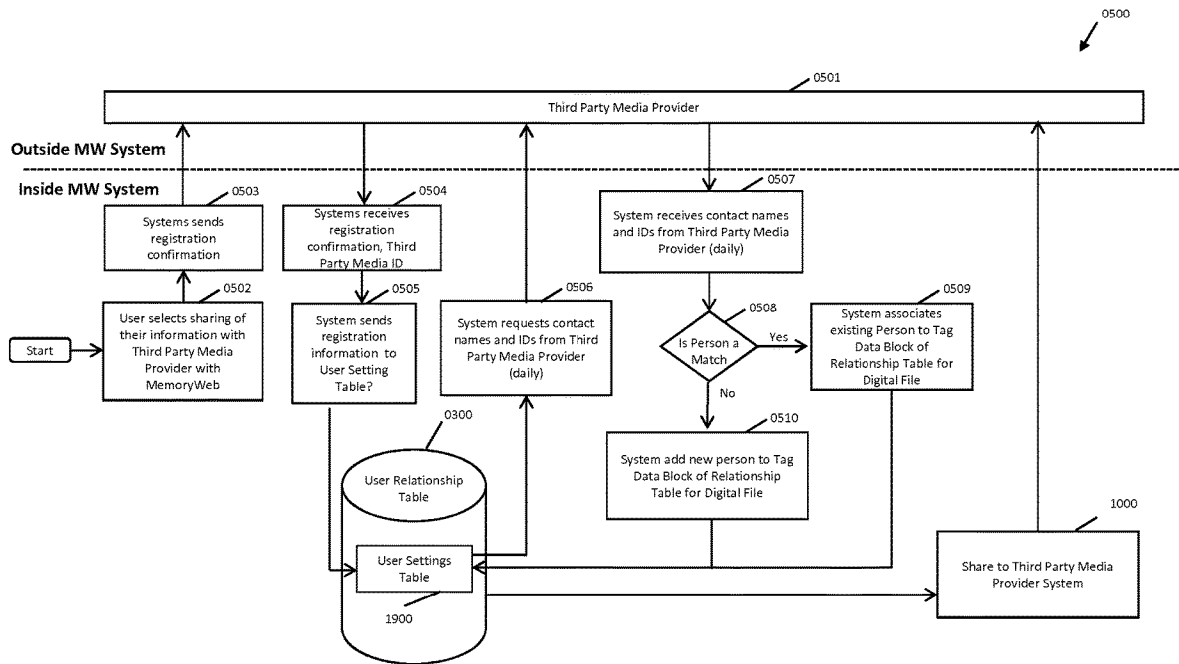 0500
0501
Third Party Media Provider
Outside MW System
Inside MW System
0503
Systems sends
registration
confirmation
0504
Systems receives
registration
confirmation, Third
Party Media ID
0507
System receives contact names
and IDs from Third Party Media
Provider (daily)
Start
0502
User selects sharing of
their information with
Third Party Media
Provider with
MemoryWeb
0505
System sends
registration
information to
User Setting
Table?
0506
System requests contact
names and IDs from Third
Party Media Provider
(daily)
0508
Is Person a
Match
Yes
No
0509
System associates
existing Person to Tag
Data Block of
Relationship Table for
Digital File
0510
System add new person to Tag
Data Block of Relationship
Table for Digital File
0300
User Relationship
Table
User Settings
Table
1900
1000
Share to Third Party Media
Provider System